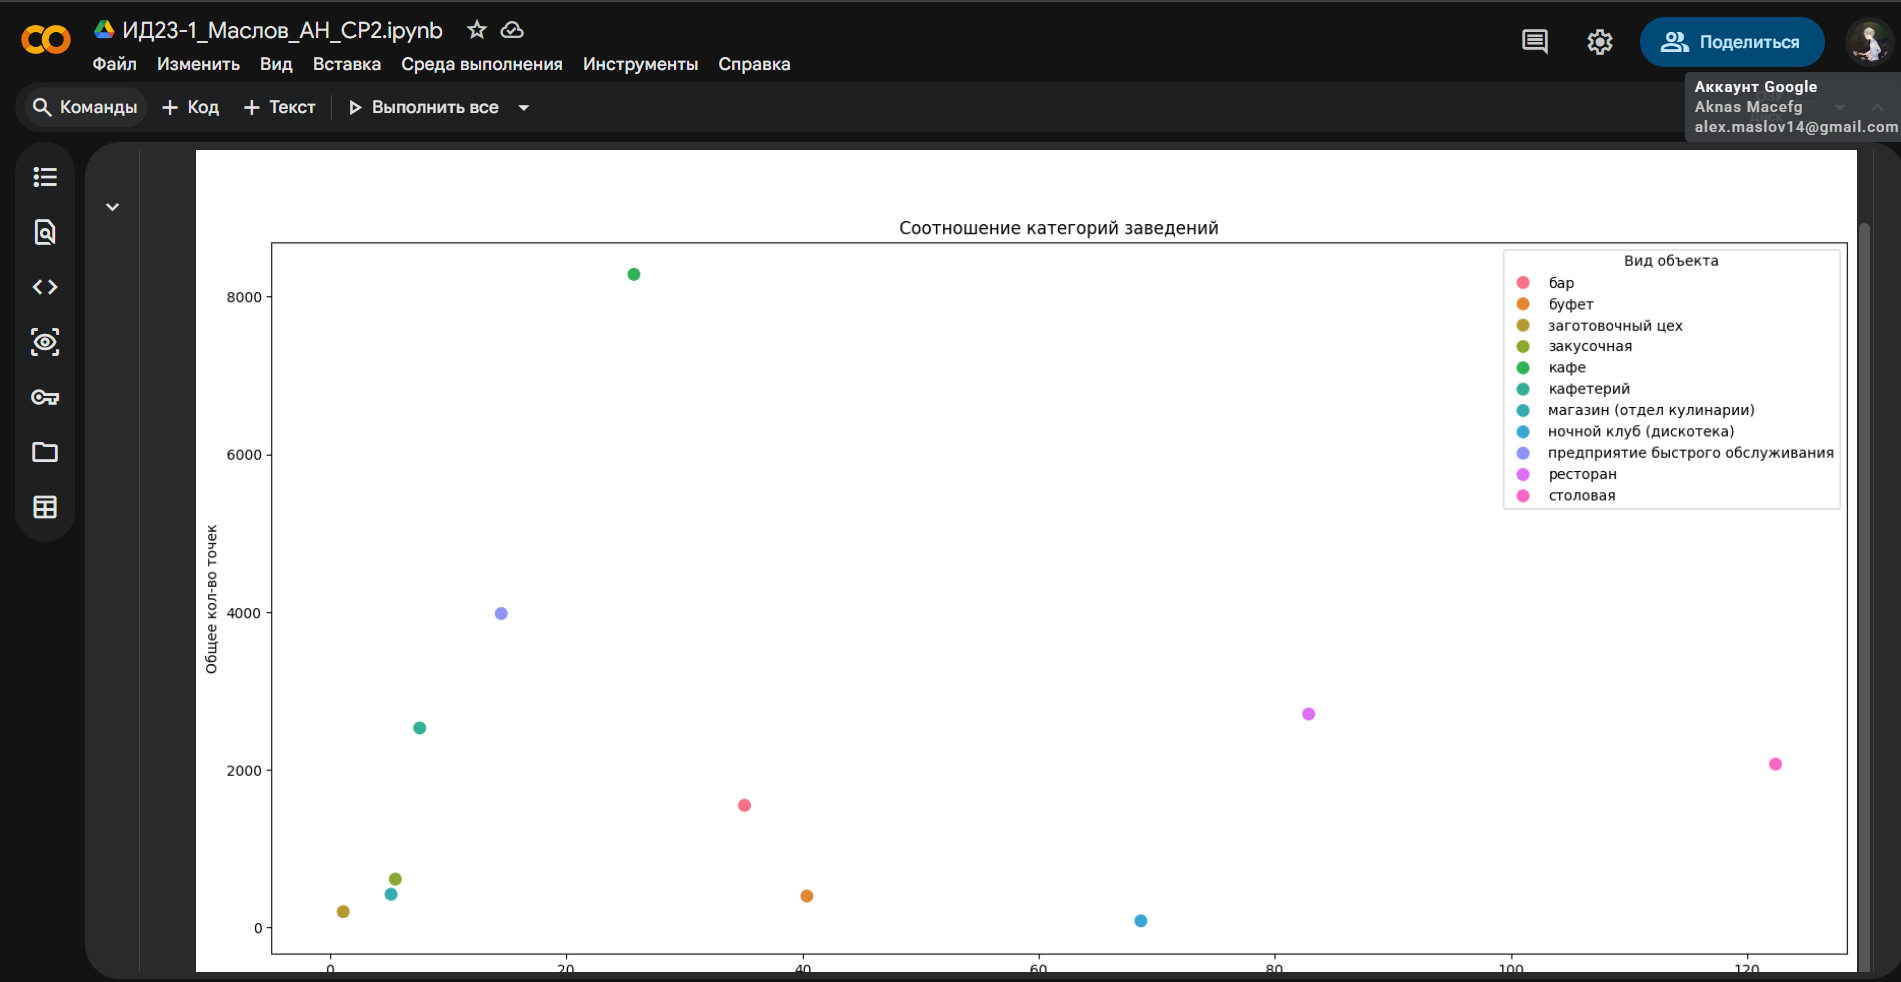 ИД23-1_Маслов_АН_СР2.ipynb
Файл Изменить Вид Вставка Среда выполнения Инструменты Справка
Поделиться
Аккаунт Google
Aknas Macefg
alex.maslov14@gmail.com
Команды + Код + Текст Выполнить все
Соотношение категорий заведений
Вид объекта
бар
буфет
заготовочный цех
закусочная
кафе
кафетерий
магазин (отдел кулинарии)
ночной клуб (дискотека)
предприятие быстрого обслуживания
ресторан
столовая
Общее кол-во точек
8000
6000
4000
2000
0
0 20 40 60 80 100 120